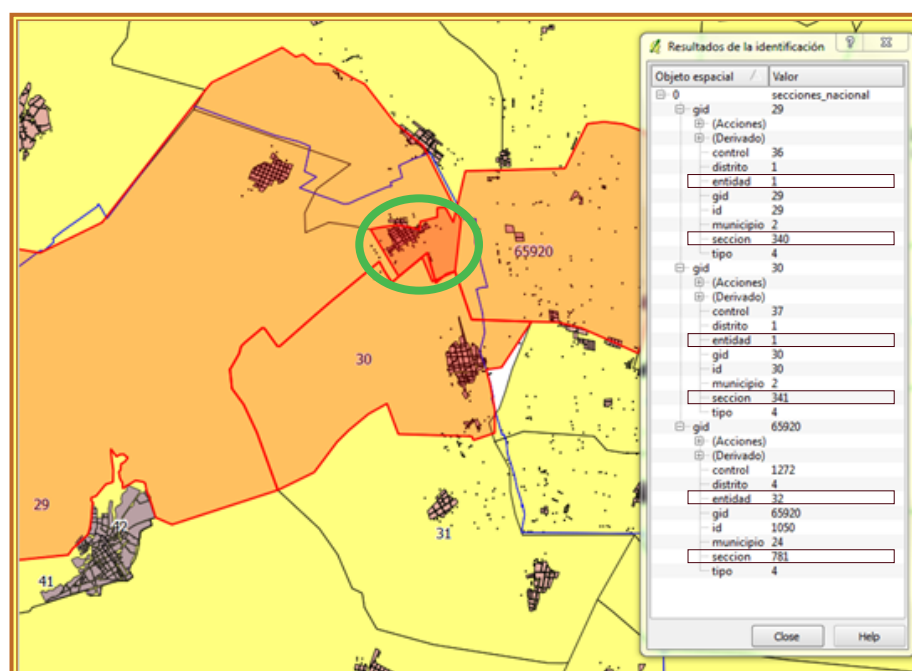 Resultados de la identificación
Objeto espacial Valor
0 secciones_nacional
gid 29
(Acciones)
(Derivado)
control 36
distrito 1
entidad 1
gid 29
id 29
municipio 2
seccion 340
tipo 4
gid 30
(Acciones)
(Derivado)
control 37
distrito 1
entidad 1
gid 30
id 30
municipio 2
seccion 341
tipo 4
gid 65920
(Acciones)
(Derivado)
control 1272
distrito 4
entidad 32
gid 65920
id 1050
municipio 24
seccion 781
tipo 4
Close Help
65920
30
29
42
31
41